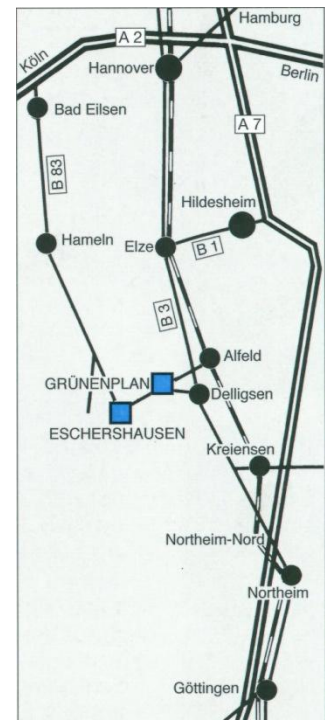 Hamburg
A 2
Köln
Hannover
Berlin
Bad Eilsen
A 7
B 83
Hildesheim
Hameln
Elze
B 1
B 3
Alfeld
GRÜNENPLAN
Delligsen
ESCHERSHAUSEN
Kreiensen
Northeim-Nord
Northeim
Göttingen